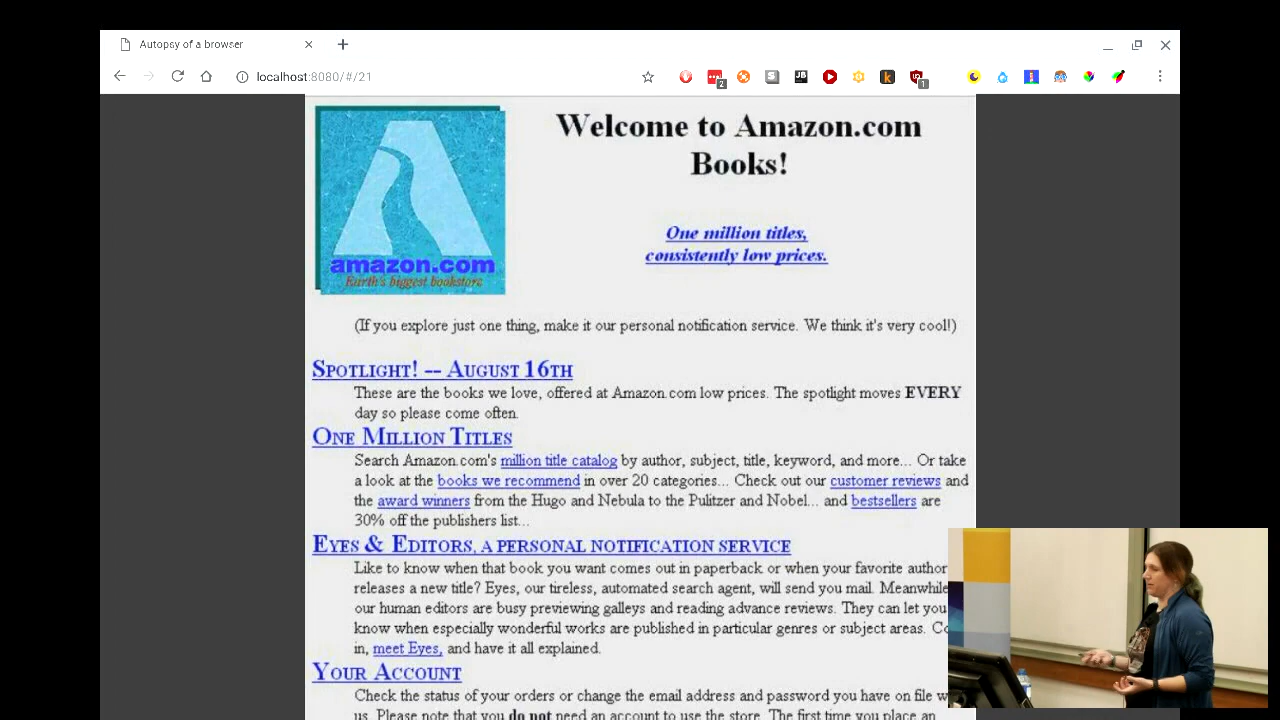 Autopsy of a browser
localhost:8080/#/21
2
1
Welcome to Amazon.com
Books!
One million titles,
consistently low prices.
amazon.com
Earth's biggest bookstore
(If you explore just one thing, make it our personal notification service. We think it's very cool!)
SPOTLIGHT! -- AUGUST 16TH
These are the books we love, offered at Amazon.com low prices. The spotlight moves EVERY
day so please come often.
ONE MILLION TITLES
Search Amazon.com's million title catalog by author, subject, title, keyword, and more... Or take
a look at the books we recommend in over 20 categories... Check out our customer reviews and
the award winners from the Hugo and Nebula to the Pulitzer and Nobel... and bestsellers are
30% off the publishers list...
EYES & EDITORS, A PERSONAL NOTIFICATION SERVICE
Like to know when that book you want comes out in paperback or when your favorite author
releases a new title? Eyes, our tireless, automated search agent, will send you mail. Meanwhile
our human editors are busy previewing galleys and reading advance reviews. They can let you
know when especially wonderful works are published in particular genres or subject areas.
in, meet Eyes, and have it all explained.
YOUR ACCOUNT
Check the status of your orders or change the email address and password you have on file
us. Please note that you do not need an account to use the store. The first time you place an